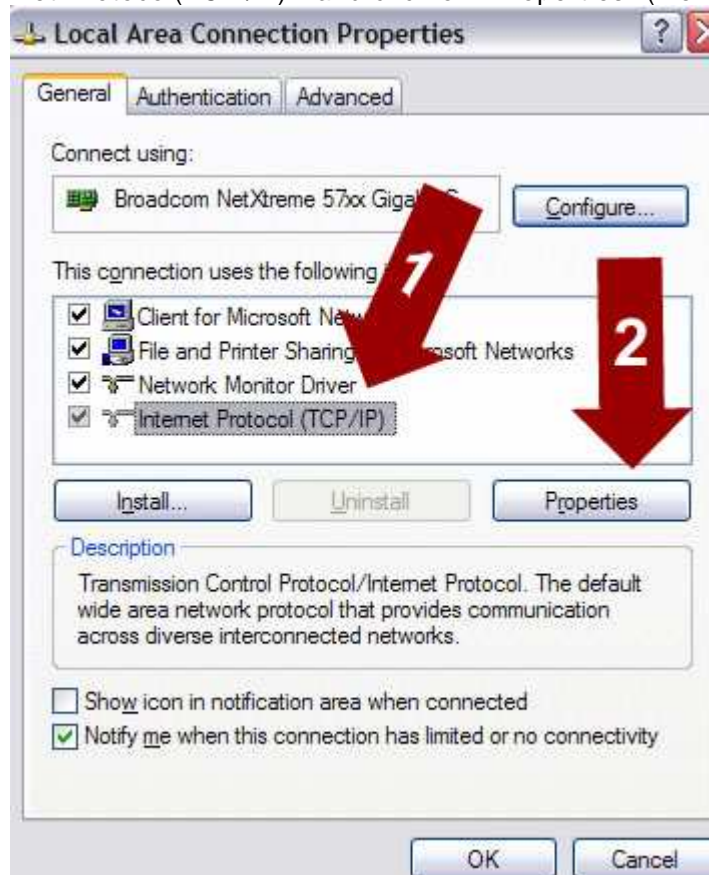 Local Area Connection Properties
General Authentication Advanced
Connect using:
Broadcom NetXtreme 57xx
Configure...
This connection uses the following
Client for Microsoft
File and Printer Sharing Networks
Network Monitor Driver
Internet Protocol (TCP/IP)
1
2
Install... Uninstall Properties
Description
Transmission Control Protocol/Internet Protocol. The default
wide area network protocol that provides communication
across diverse interconnected networks.
Show icon in notification area when connected
Notify me when this connection has limited or no connectivity
OK Cancel